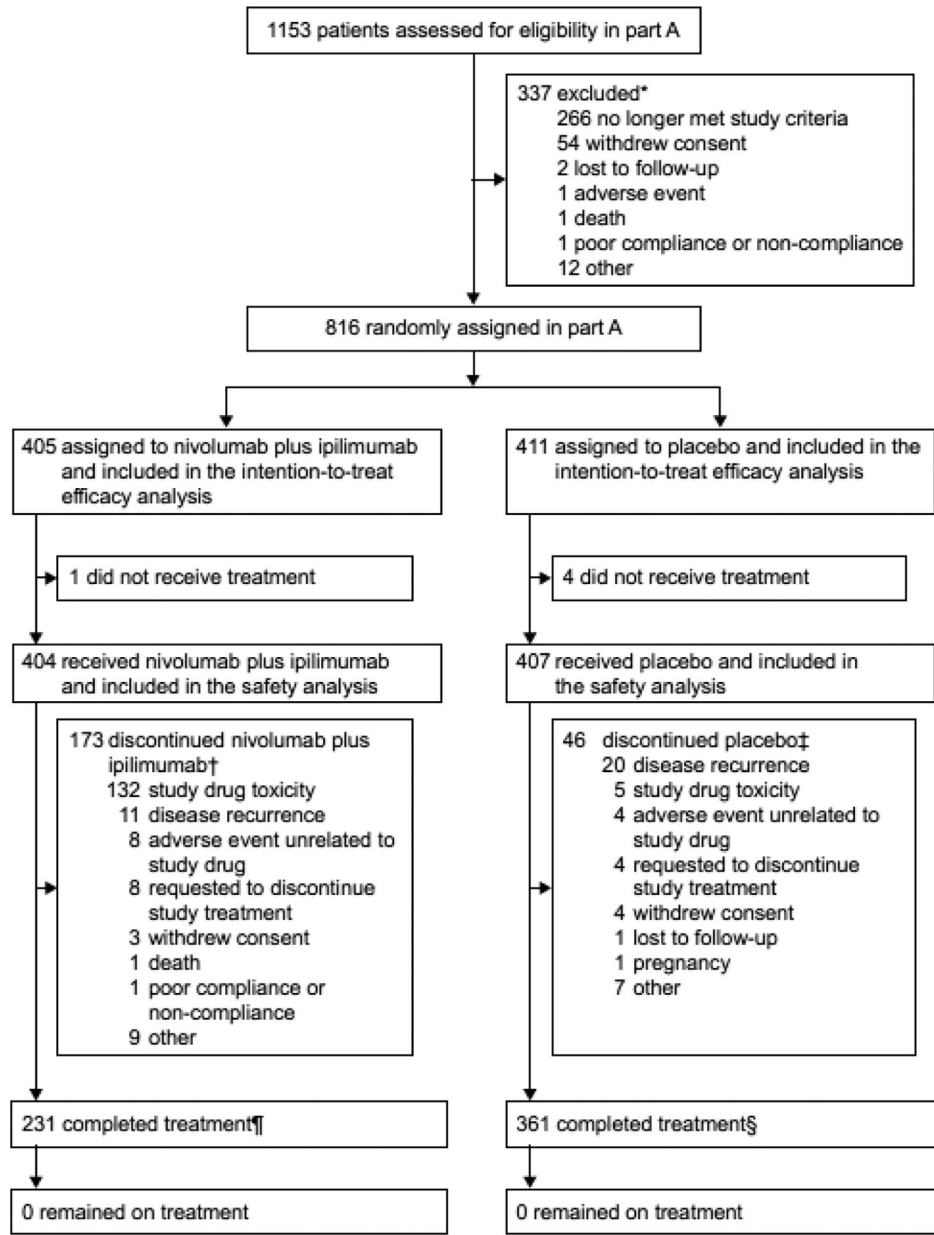 1153 patients assessed for eligibility in part A
337 excluded*
266 no longer met study criteria
54 withdrew consent
2 lost to follow-up
1 adverse event
1 death
1 poor compliance or non-compliance
12 other
816 randomly assigned in part A
405 assigned to nivolumab plus ipilimumab
and included in the intention-to-treat
efficacy analysis
411 assigned to placebo and included in the
intention-to-treat efficacy analysis
1 did not receive treatment
4 did not receive treatment
404 received nivolumab plus ipilimumab
and included in the safety analysis
407 received placebo and included in
the safety analysis
173 discontinued nivolumab plus
ipilimumab†
132 study drug toxicity
11 disease recurrence
8 adverse event unrelated to
study drug
8 requested to discontinue
study treatment
3 withdrew consent
1 death
1 poor compliance or
non-compliance
9 other
46 discontinued placebo‡
20 disease recurrence
5 study drug toxicity
4 adverse event unrelated to
study drug
4 requested to discontinue
study treatment
4 withdrew consent
1 lost to follow-up
1 pregnancy
7 other
231 completed treatment¶
361 completed treatment§
0 remained on treatment
0 remained on treatment